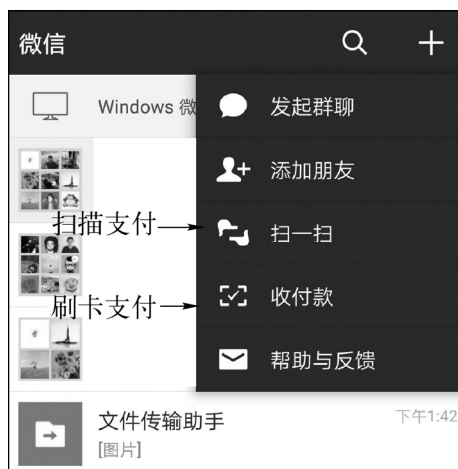 微信
Windows 微
发起群聊
添加朋友
扫描支付
扫一扫
刷卡支付
收付款
帮助与反馈
文件传输助手
下午1:42
[图片]